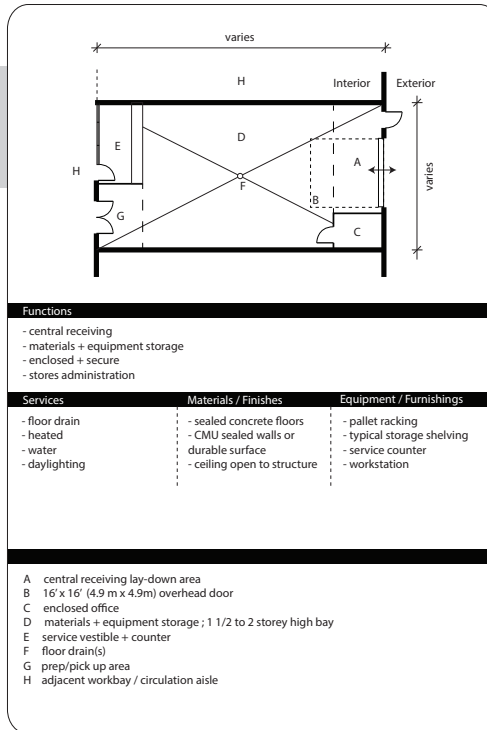 varies
H
Interior
Exterior
D
E
A
H
varies
F
B
G
C
Functions
- central receiving
- materials + equipment storage
- enclosed + secure
- stores administration
Services
- floor drain
- heated
- water
- daylighting
Materials / Finishes
- sealed concrete floors
- CMU sealed walls or
durable surface
- ceiling open to structure
Equipment / Furnishings
- pallet racking
- typical storage shelving
- service counter
- workstation
A central receiving lay-down area
B 16’ x 16’ (4.9 m x 4.9m) overhead door
C enclosed office
D materials + equipment storage ; 1 1/2 to 2 storey high bay
E service vestible + counter
F floor drain(s)
G prep/pick up area
H adjacent workbay / circulation aisle